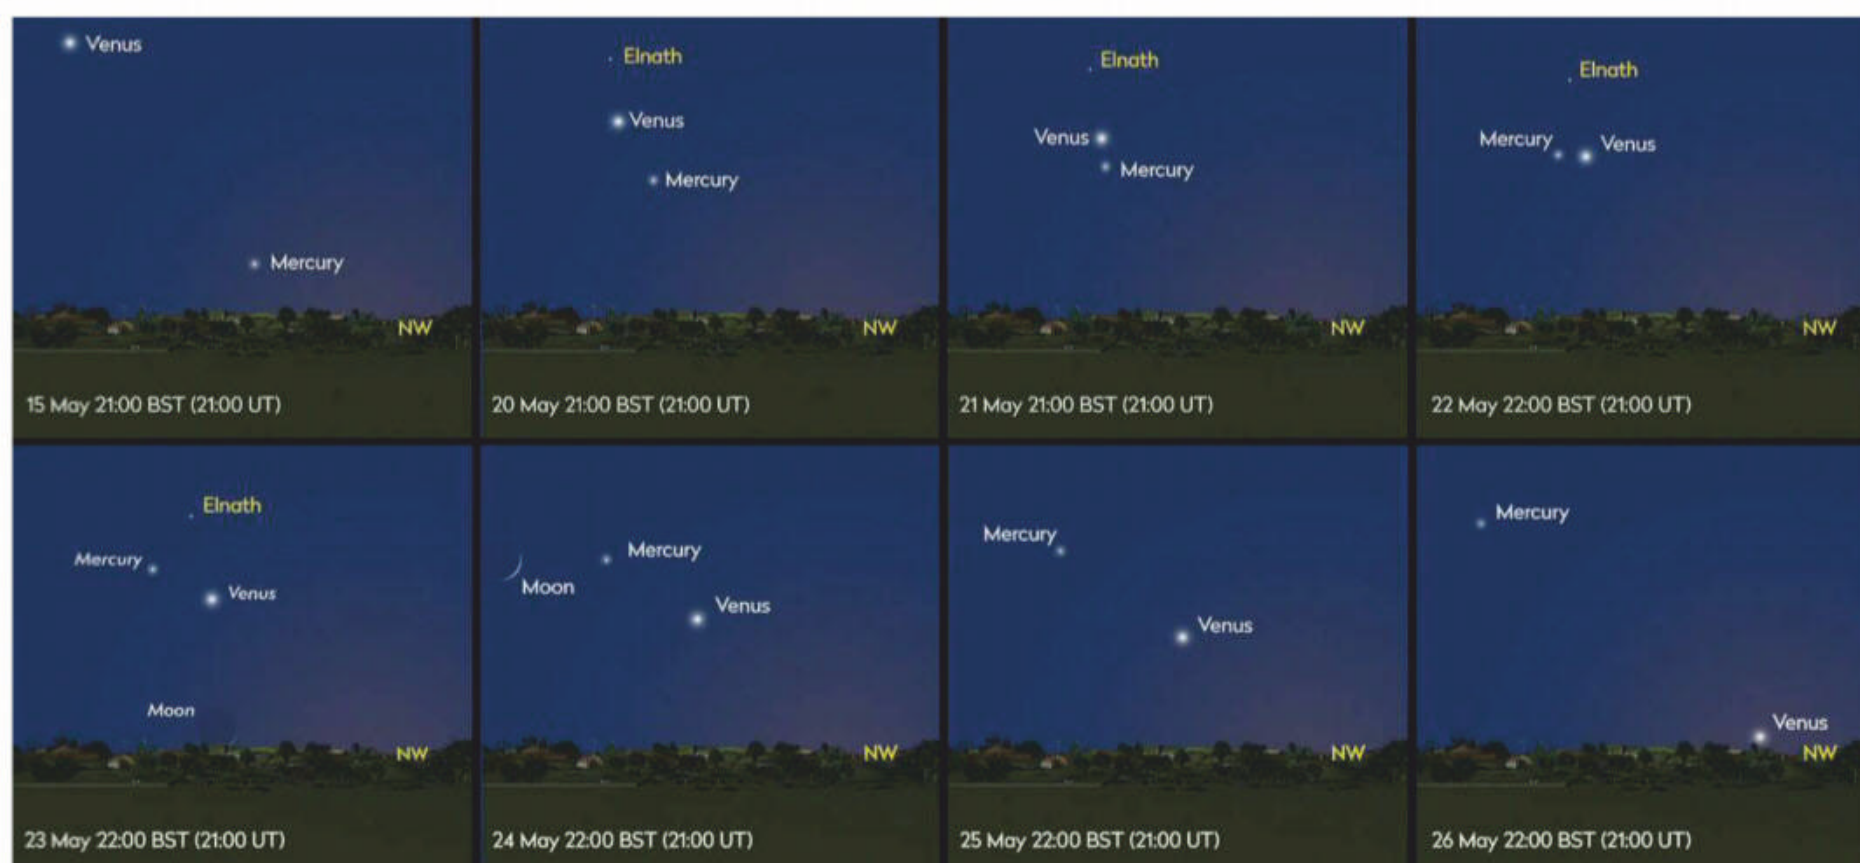 Venus
Mercury
NW
15 May 21:00 BST (21:00 UT)
Elnath
Venus
Mercury
NW
20 May 21:00 BST (21:00 UT)
Elnath
Venus
Mercury
NW
21 May 21:00 BST (21:00 UT)
Elnath
Mercury
Venus
NW
22 May 22:00 BST (21:00 UT)
Elnath
Mercury
Venus
Moon
NW
23 May 22:00 BST (21:00 UT)
Mercury
Moon
Venus
NW
24 May 22:00 BST (21:00 UT)
Mercury
Venus
NW
25 May 22:00 BST (21:00 UT)
Mercury
Venus
NW
26 May 22:00 BST (21:00 UT)